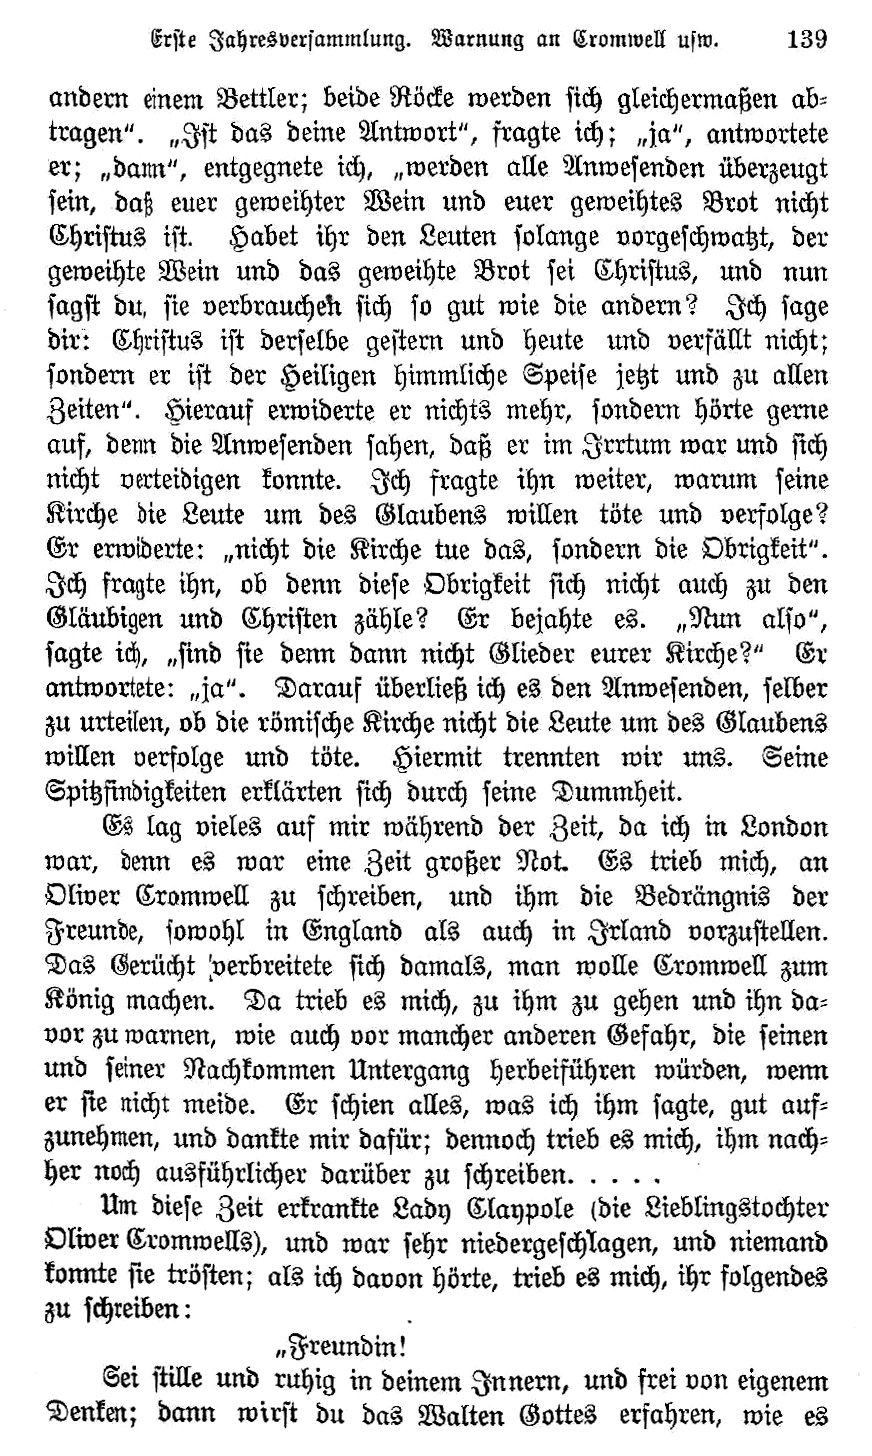 Erste Jahresversammlung. Warnung an Cromwell usw. 139
andern einem Bettler; beide Röcke werden sich gleichermaßen ab-
tragen". „Ist das deine Antwort", fragte ich; „ja", antwortete
er; „dann", entgegnete ich, „werden alle Anwesenden überzeugt
sein, daß euer geweihter Wein und euer geweihtes Brot nicht
Christus ist. Habet ihr den Leuten solange vorgeschwatzt, der
geweihte Wein und das geweihte Brot sei Christus, und nun
sagst du, sie verbrauchen sich so gut wie die andern? Ich sage
dir: Christus ist derselbe gestern und heute und verfällt nicht;
sondern er ist der Heiligen himmliche Speise jetzt und zu allen
Zeiten". Hierauf erwiderte er nichts mehr, sondern hörte gerne
auf, denn die Anwesenden sahen, daß er im Irrtum war und sich
nicht verteidigen konnte. Ich fragte ihn weiter, warum seine
Kirche die Leute um des Glaubens willen töte und verfolge?
Er erwiderte: „nicht die Kirche tue das, sondern die Obrigkeit".
Ich fragte ihn, ob denn diese Obrigkeit sich nicht auch zu den
Gläubigen und Christen zähle? Er bejahte es. „Nun also",
sagte ich, „sind sie denn dann nicht Glieder eurer Kirche?" Er
antwortete: „ja". Darauf überließ ich es den Anwesenden, selber
zu urteilen, ob die römische Kirche nicht die Leute um des Glaubens
willen verfolge und töte. Hiermit trennten wir uns. Seine
Spitzfindigkeiten erklärten sich durch seine Dummheit.
Es lag vieles auf mir während der Zeit, da ich in London
war, denn es war eine Zeit großer Not. Es trieb mich, an
Oliver Cromwell zu schreiben, und ihm die Bedrängnis der
Freunde, sowohl in England als auch in Irland vorzustellen.
Das Gerücht verbreitete sich damals, man wolle Cromwell zum
König machen. Da trieb es mich, zu ihm zu gehen und ihn da-
vor zu warnen, wie auch vor mancher anderen Gefahr, die seinen
und seiner Nachkommen Untergang herbeiführen würden, wenn
er sie nicht meide. Er schien alles, was ich ihm sagte, gut auf-
zunehmen, und dankte mir dafür; dennoch trieb es mich, ihm nach-
her noch ausführlicher darüber zu schreiben. . . . .
Um diese Zeit erkrankte Lady Claypole (die Lieblingstochter
Oliver Cromwells), und war sehr niedergeschlagen, und niemand
konnte sie trösten; als ich davon hörte, trieb es mich, ihr folgendes
zu schreiben:
„Freundin!
Sei stille und ruhig in deinem Innern, und frei von eigenem
Denken; dann wirst du das Walten Gottes erfahren, wie es